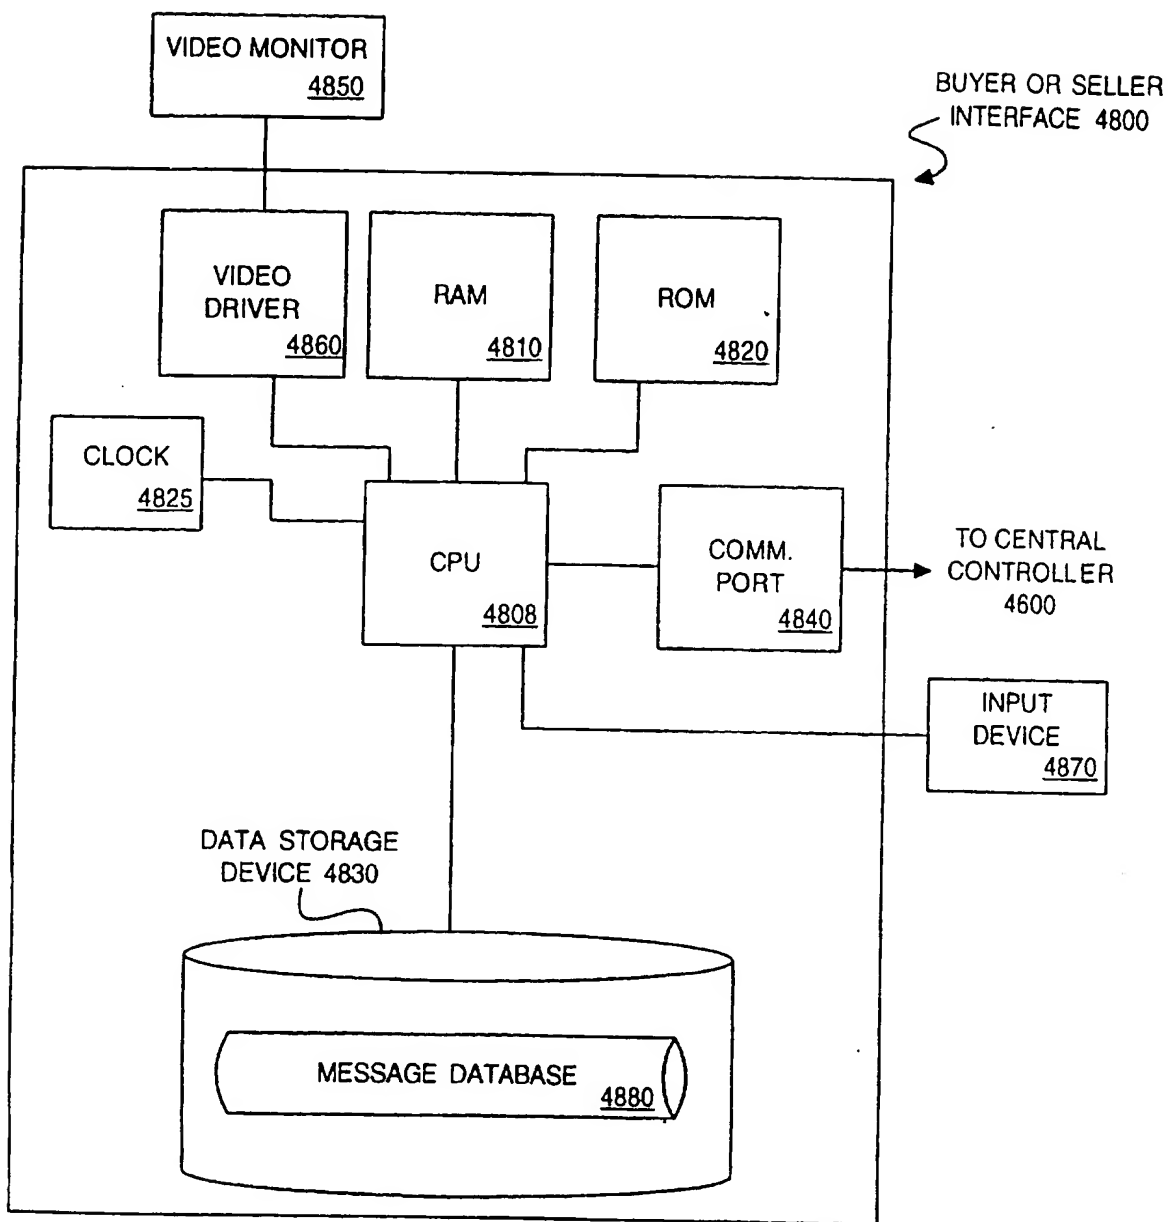 VIDEO MONITOR
4850
BUYER OR SELLER
INTERFACE 4800
VIDEO
DRIVER
4860
RAM
4810
ROM
4820
CLOCK
4825
CPU
4808
COMM.
PORT
4840
TO CENTRAL
CONTROLLER
4600
INPUT
DEVICE
4870
DATA STORAGE
DEVICE 4830
MESSAGE DATABASE
4880